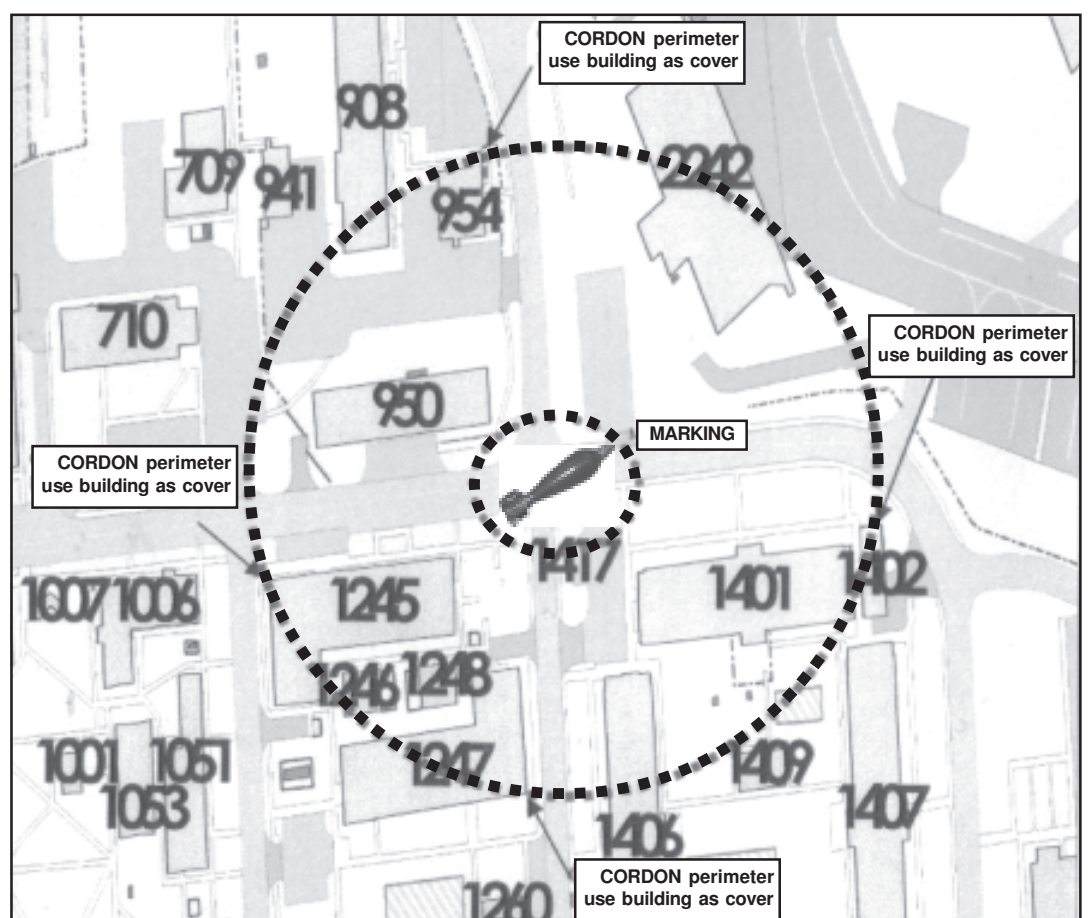 CORDON perimeter
use building as cover
908
709
941
954
2242
710
CORDON perimeter
use building as cover
950
MARKING
CORDON perimeter
use building as cover
1417
1007
1006
1245
1401
1402
1246
1248
1001
1051
1247
1409
1053
1406
1407
CORDON perimeter
use building as cover
1260